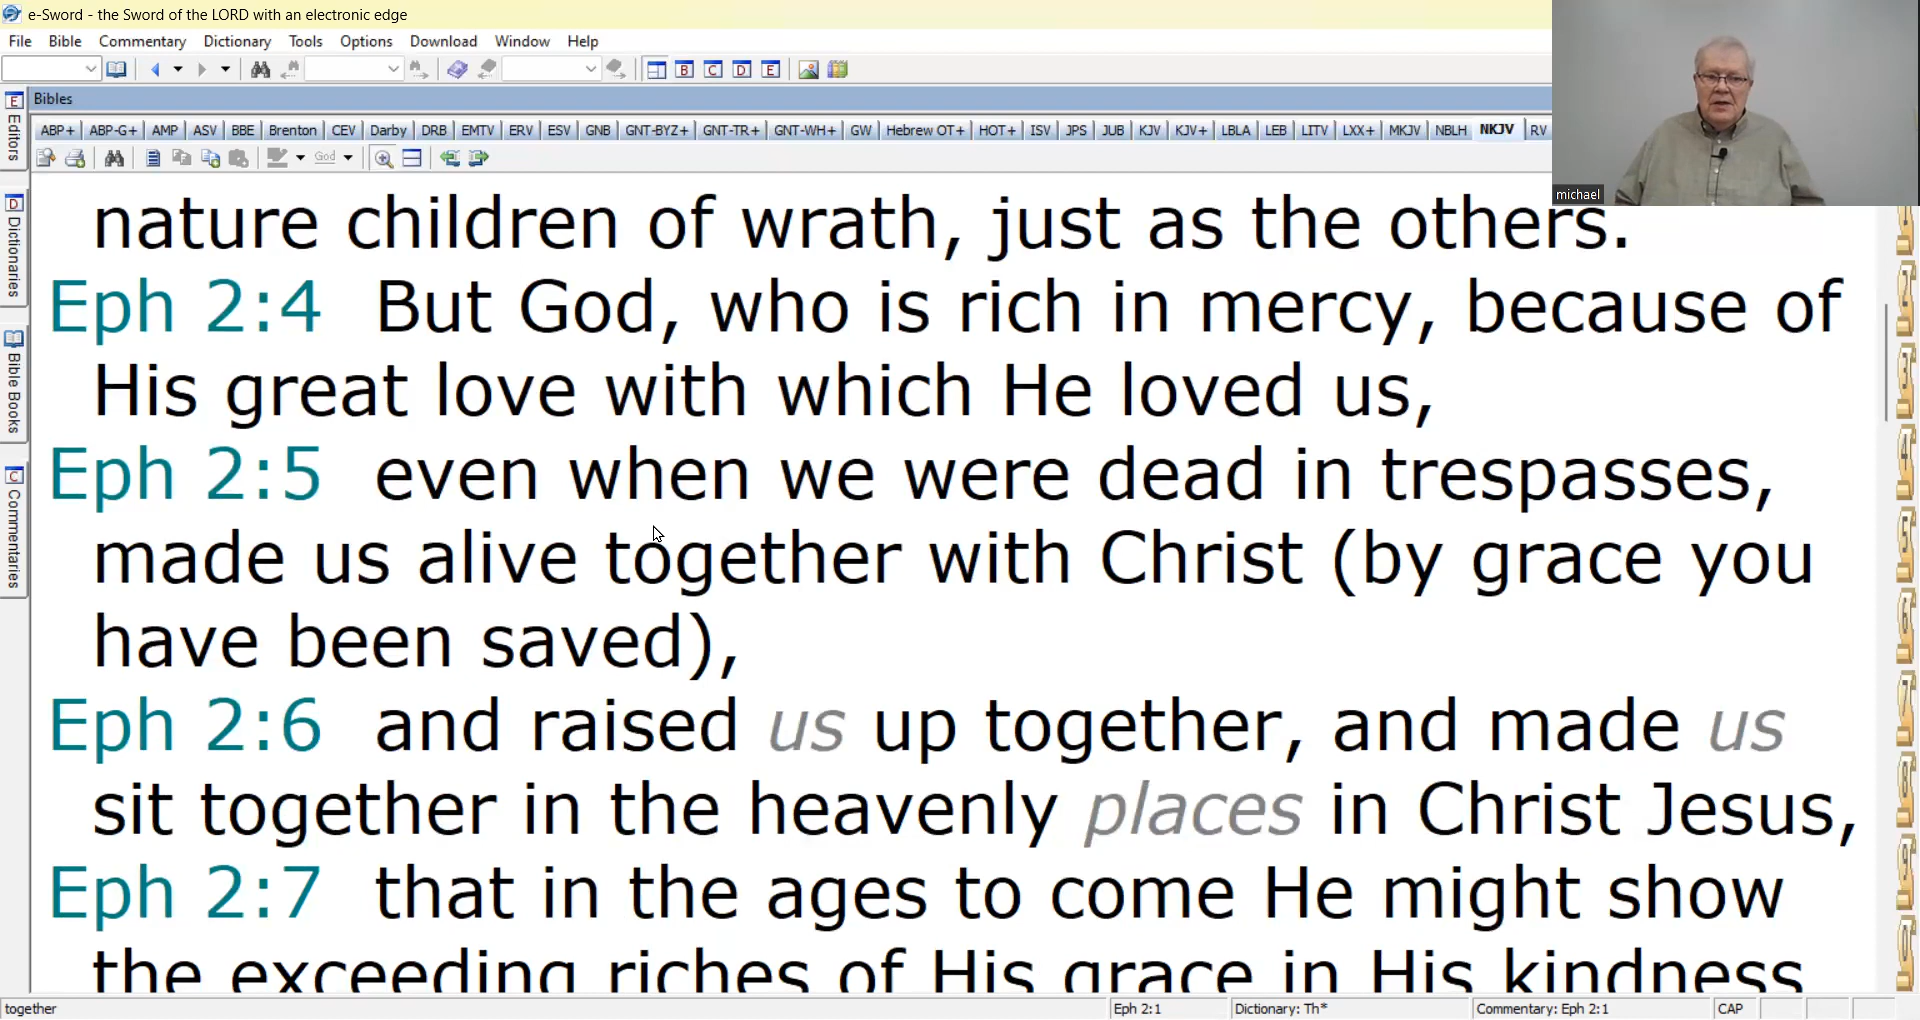 e-Sword - the Sword of the LORD with an electronic edge
File Bible Commentary Dictionary Tools Options Download Window Help
B C D E
Bibles
ABP+ ABP-G+ AMP ASV BBE Brenton CEV Darby DRB EMTV ERV ESV GNB GNT-BYZ+ GNT-TR+ GNT-WH+ GW Hebrew OT+ HOT+ ISV JPS JUB KJV KJV+ LBLA LEB LITV LXX+ MKJV NBLH NKJV RV
God
E Editors
D Dictionaries
Bible Books
C Commentaries
michael
nature children of wrath, just as the others.
Eph 2:4 But God, who is rich in mercy, because of
His great love with which He loved us,
Eph 2:5 even when we were dead in trespasses,
made us alive together with Christ (by grace you
have been saved),
Eph 2:6 and raised us up together, and made us
sit together in the heavenly places in Christ Jesus,
Eph 2:7 that in the ages to come He might show
the exceeding riches of His grace in His kindness
together Eph 2:1 Dictionary: Th* Commentary: Eph 2:1 CAP